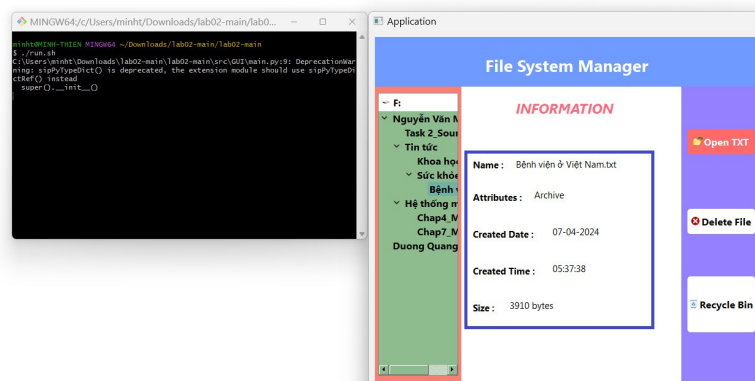 MINGW64:/c/Users/minht/Downloads/lab02-main/lab0...
minht@MINH-THIEN MINGW64 ~/Downloads/lab02-main/lab02-main
$ ./run.sh
C:\Users\minht\Downloads\lab02-main\lab02-main\src\GUI\main.py:9: DeprecationWar
ning: sipPyTypeDict() is deprecated, the extension module should use sipPyTypeDi
ctRef() instead
super().__init__()
Application
File System Manager
F:
Nguyễn Văn
Task 2_Sour
Tin tức
Khoa học
Sức khỏe
Bệnh
Hệ thống m
Chap4_M
Chap7_M
Duong Quang
INFORMATION
Name : Bệnh viện ở Việt Nam.txt
Attributes : Archive
Created Date : 07-04-2024
Created Time : 05:37:38
Size : 3910 bytes
Open TXT
Delete File
Recycle Bin